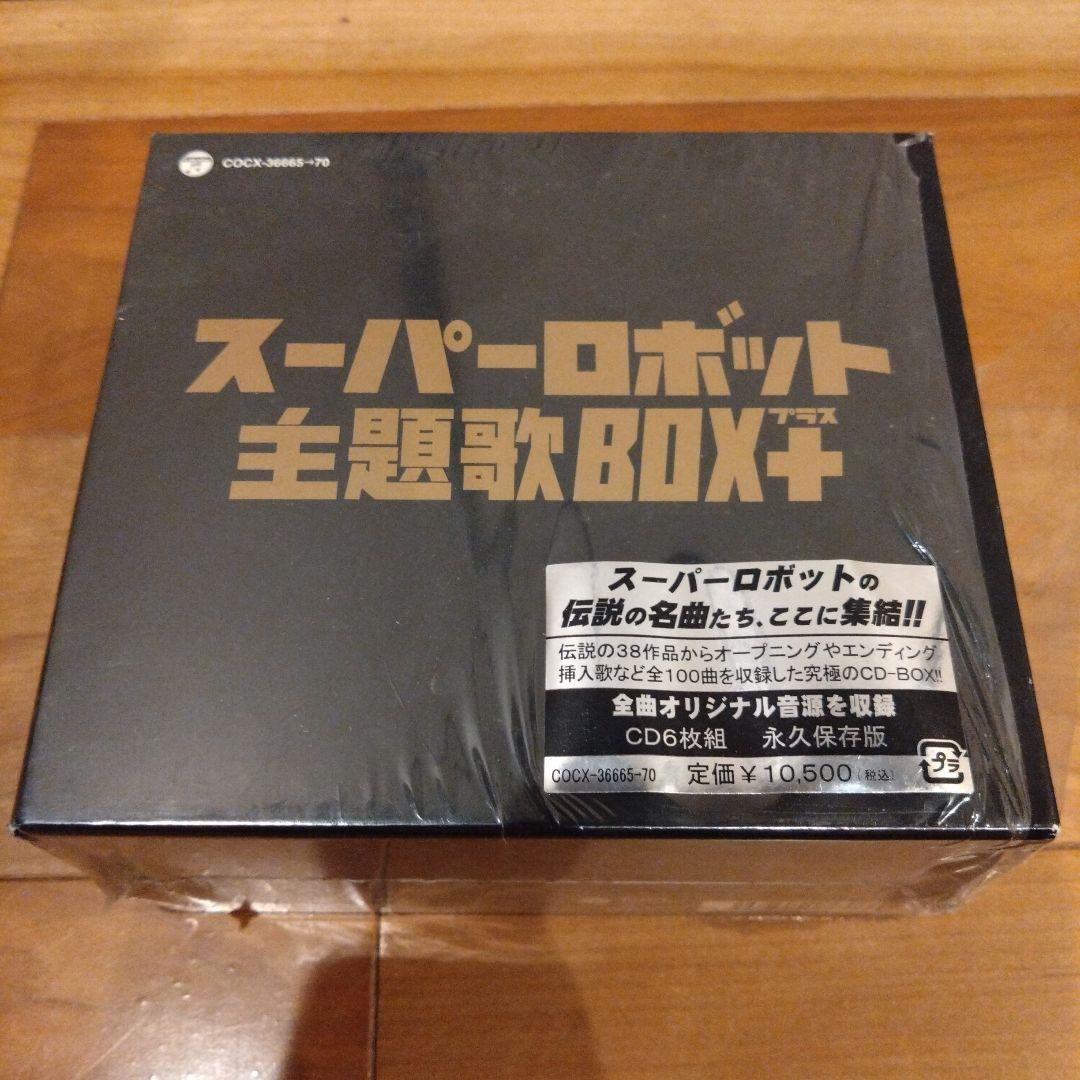 COCX-36665→70
スーパーロボット
主題歌BOX+
プラス
スーパーロボットの
伝説の名曲たち、ここに集結!!
伝説の38作品からオープニングやエンディング
挿入歌など全100曲を収録した究極のCD-BOX!!
全曲オリジナル音源を収録
CD6枚組 永久保存版
COCX-36665→70 定価¥10,500(税込)
プラ